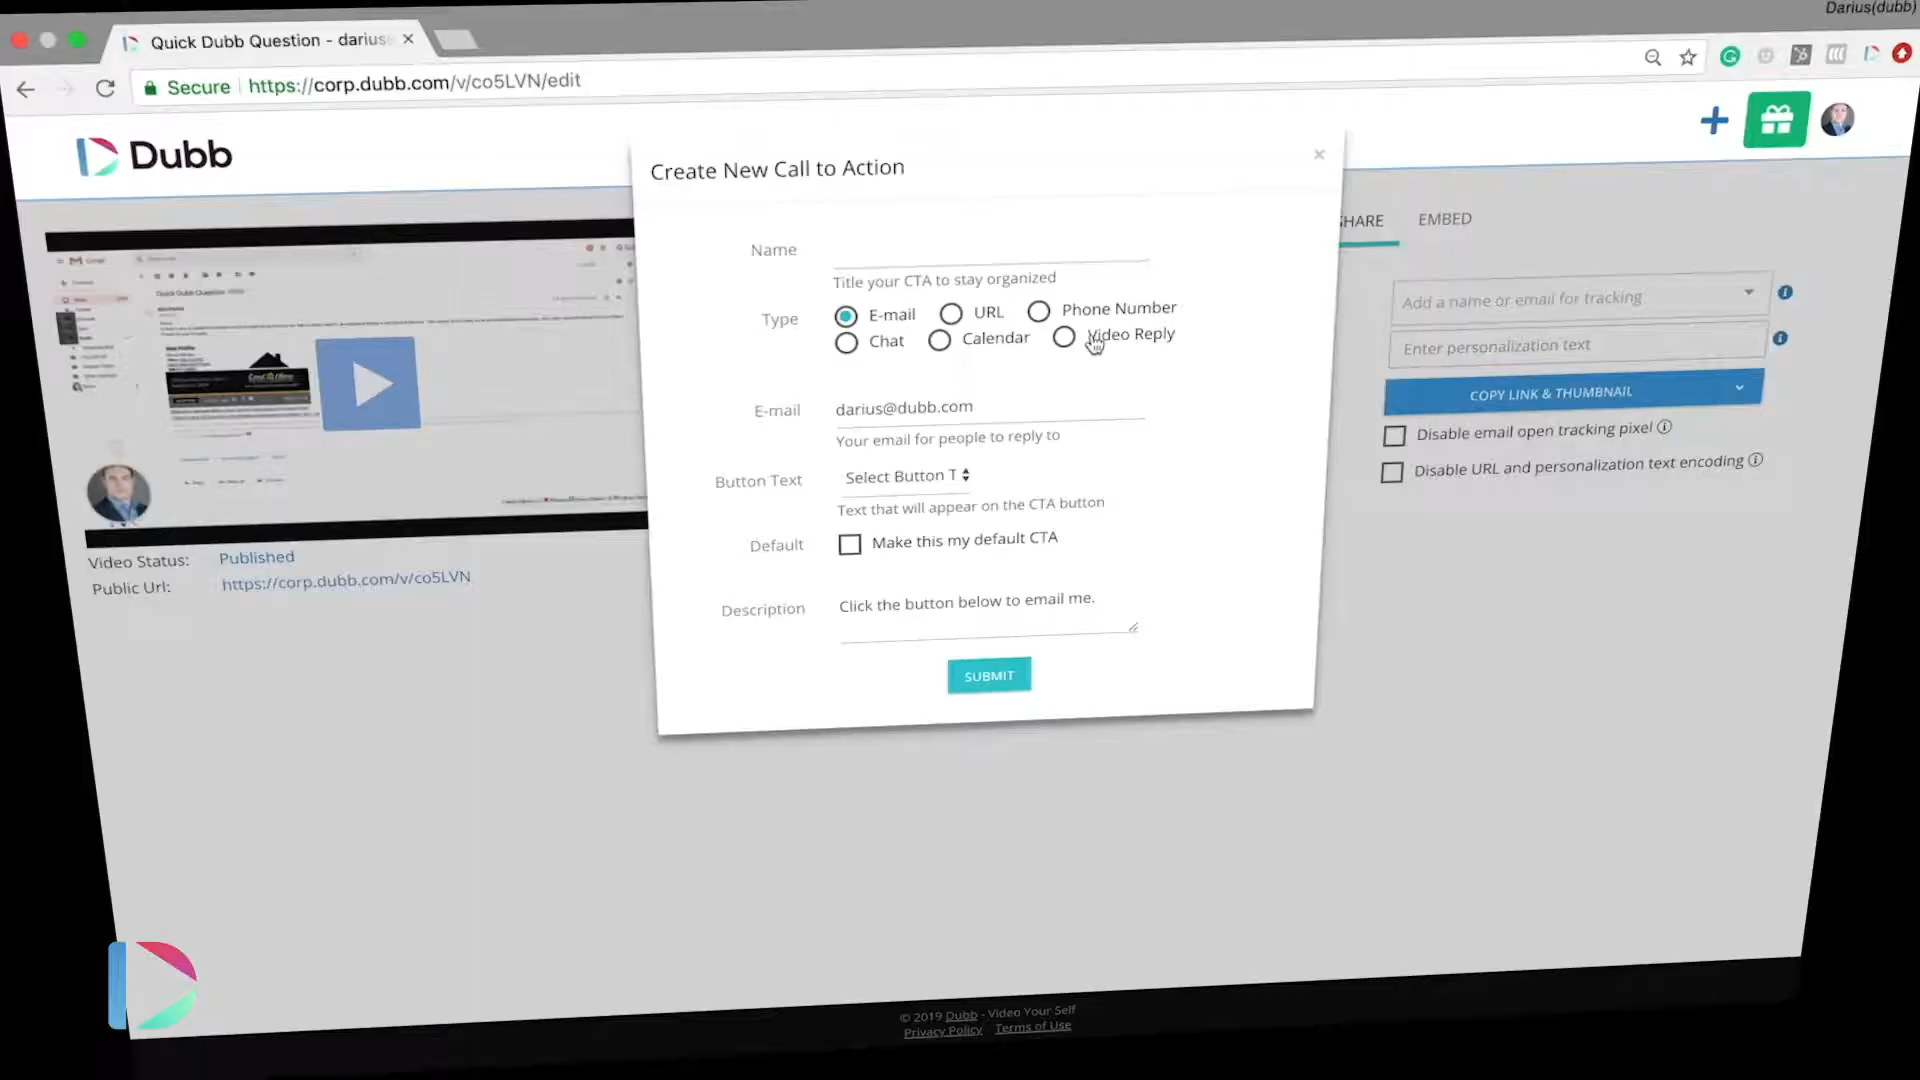 Darius(dubb)
Quick Dubb Question - darius
Secure https://corp.dubb.com/v/co5LVN/edit
Dubb
Create New Call to Action
SHARE EMBED
Name
Title your CTA to stay organized
Type E-mail URL Phone Number
Chat Calendar Video Reply
Add a name or email for tracking
Enter personalization text
COPY LINK & THUMBNAIL
Disable email open tracking pixel
Disable URL and personalization text encoding
E-mail darius@dubb.com
Your email for people to reply to
Button Text Select Button T
Text that will appear on the CTA button
Default Make this my default CTA
Description Click the button below to email me.
SUBMIT
Video Status: Published
Public Url: https://corp.dubb.com/v/co5LVN
© 2019 Dubb - Video Your Self
Privacy Policy Terms of Use